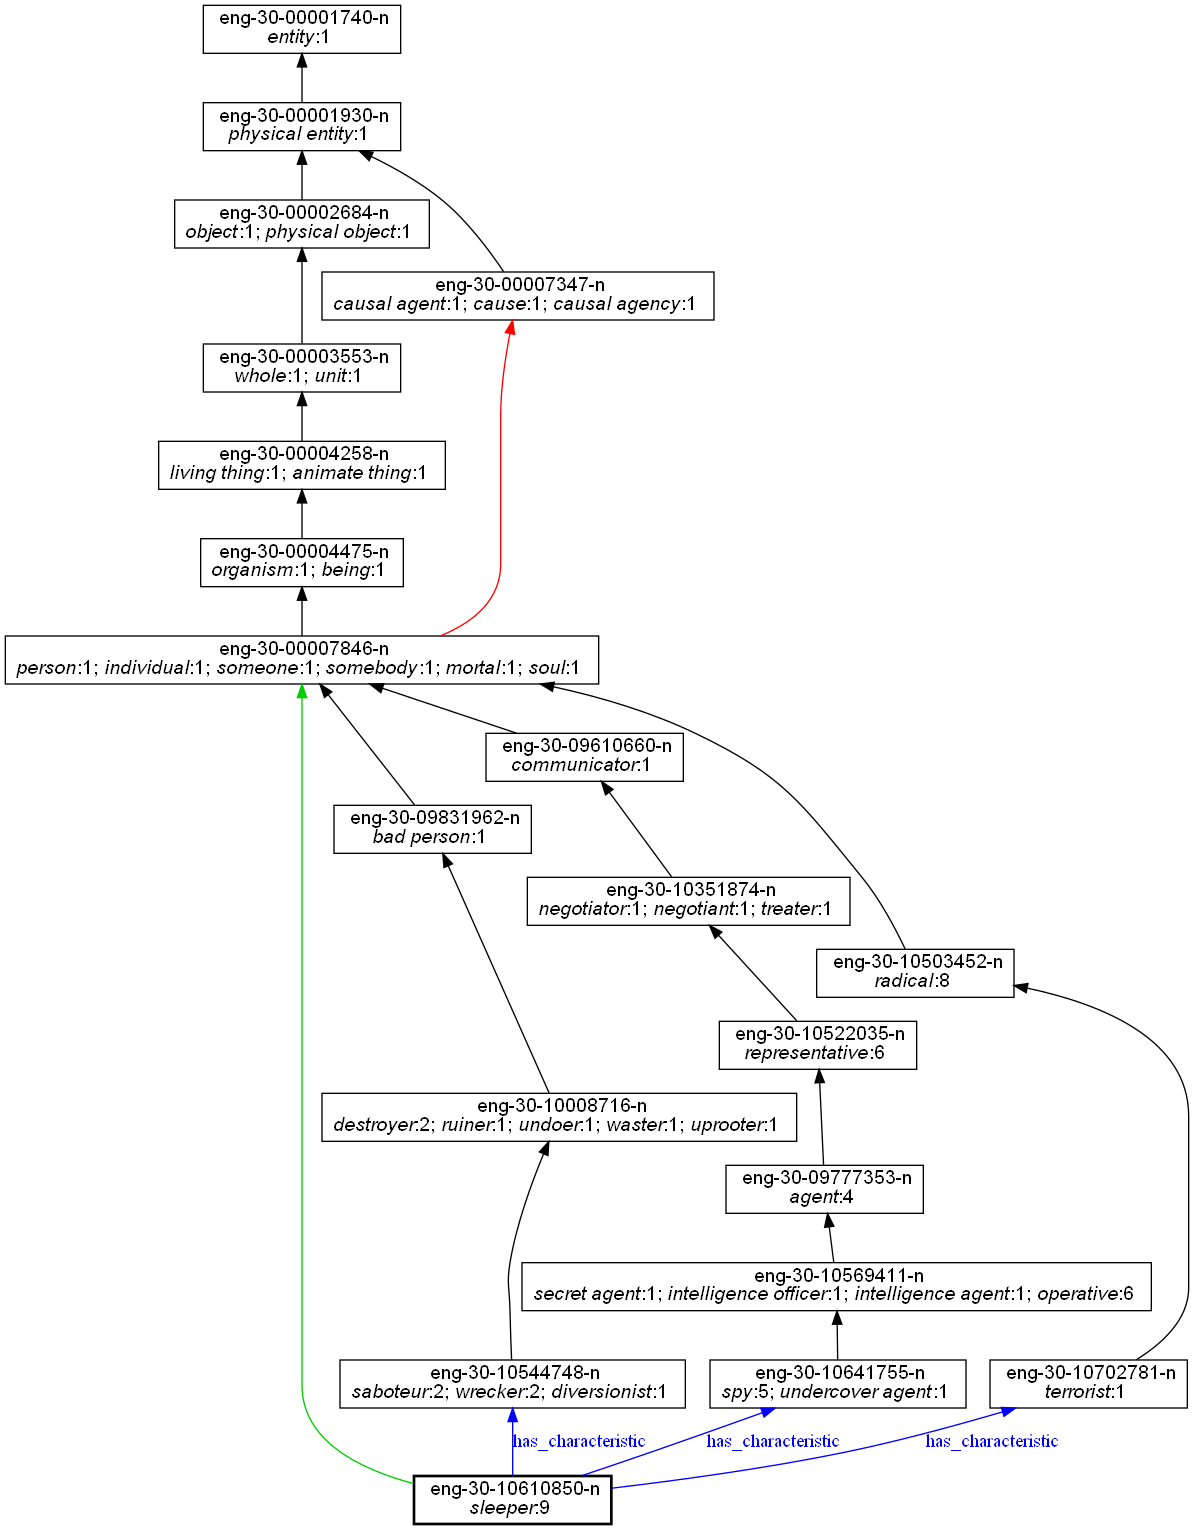 eng-30-00001740-n
entity:1
eng-30-00001930-n
physical entity:1
eng-30-00002684-n
object:1; physical object:1
eng-30-00007347-n
causal agent:1; cause:1; causal agency:1
eng-30-00003553-n
whole:1; unit:1
eng-30-00004258-n
living thing:1; animate thing:1
eng-30-00004475-n
organism:1; being:1
eng-30-00007846-n
person:1; individual:1; someone:1; somebody:1; mortal:1; soul:1
eng-30-09610660-n
communicator:1
eng-30-09831962-n
bad person:1
eng-30-10351874-n
negotiator:1; negotiant:1; treater:1
eng-30-10503452-n
radical:8
eng-30-10522035-n
representative:6
eng-30-10008716-n
destroyer:2; ruiner:1; undoer:1; waster:1; uprooter:1
eng-30-09777353-n
agent:4
eng-30-10569411-n
secret agent:1; intelligence officer:1; intelligence agent:1; operative:6
eng-30-10544748-n
saboteur:2; wrecker:2; diversionist:1
eng-30-10641755-n
spy:5; undercover agent:1
eng-30-10702781-n
terrorist:1
has_characteristic
has_characteristic
has_characteristic
eng-30-10610850-n
sleeper:9